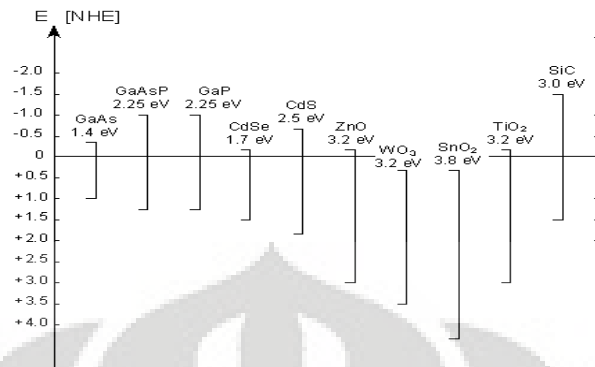 E [NHE]
-2.0
-1.5
-1.0
-0.5
0
+0.5
+1.0
+1.5
+2.0
+2.5
+3.0
+3.5
+4.0
GaAs
1.4 eV
GaAsP
2.25 eV
GaP
2.25 eV
CdSe
1.7 eV
CdS
2.5 eV
ZnO
3.2 eV
WO₃
3.2 eV
SnO₂
3.8 eV
TiO₂
3.2 eV
SiC
3.0 eV